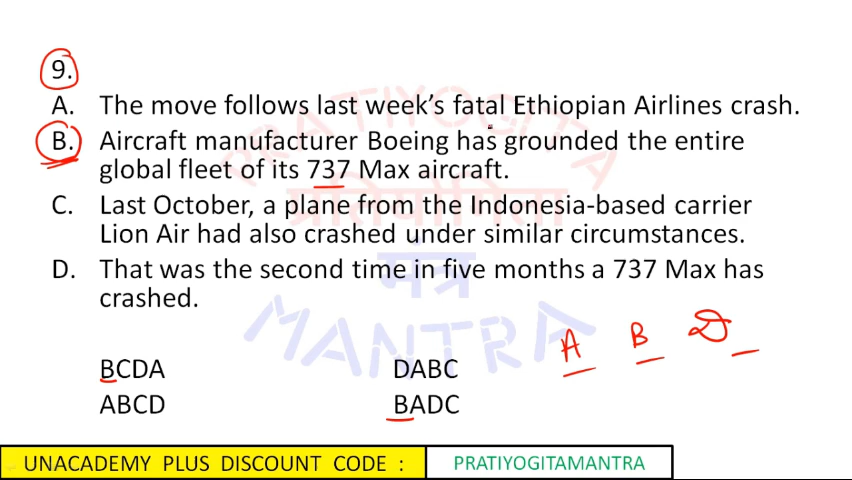 9.
A. The move follows last week's fatal Ethiopian Airlines crash.
B. Aircraft manufacturer Boeing has grounded the entire
global fleet of its 737 Max aircraft.
C. Last October, a plane from the Indonesia-based carrier
Lion Air had also crashed under similar circumstances.
D. That was the second time in five months a 737 Max has
crashed.
PRATIYOGITA
प्रतियोगिता
मंत्र
MANTRA
A B D
BCDA DABC
ABCD BADC
UNACADEMY PLUS DISCOUNT CODE : PRATIYOGITAMANTRA